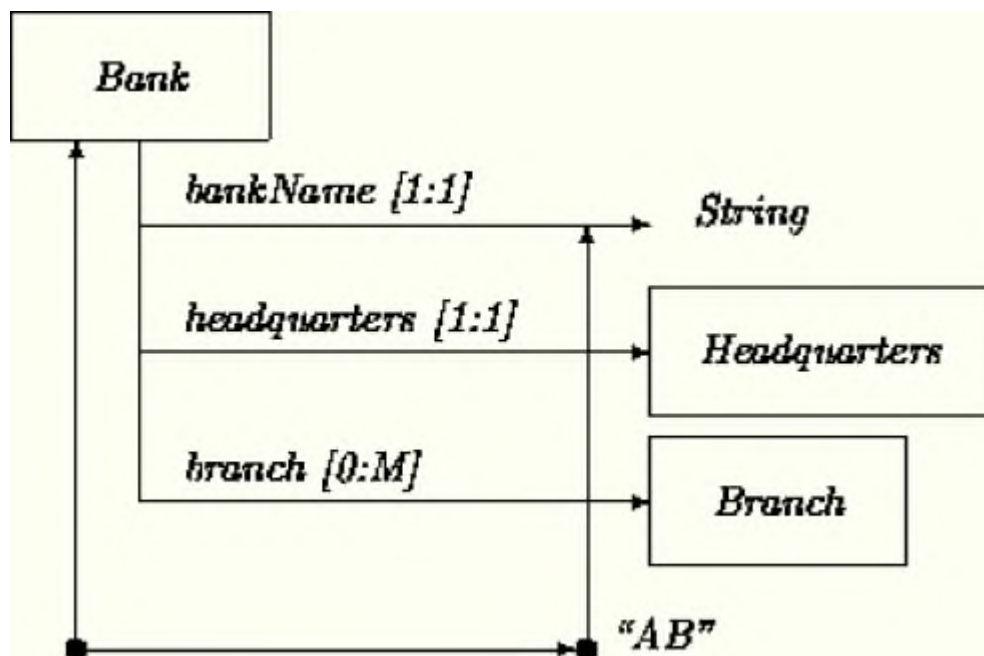 Bank
bankName [1:1]
String
headquarters [1:1]
Headquarters
branch [0:M]
Branch
“AB”